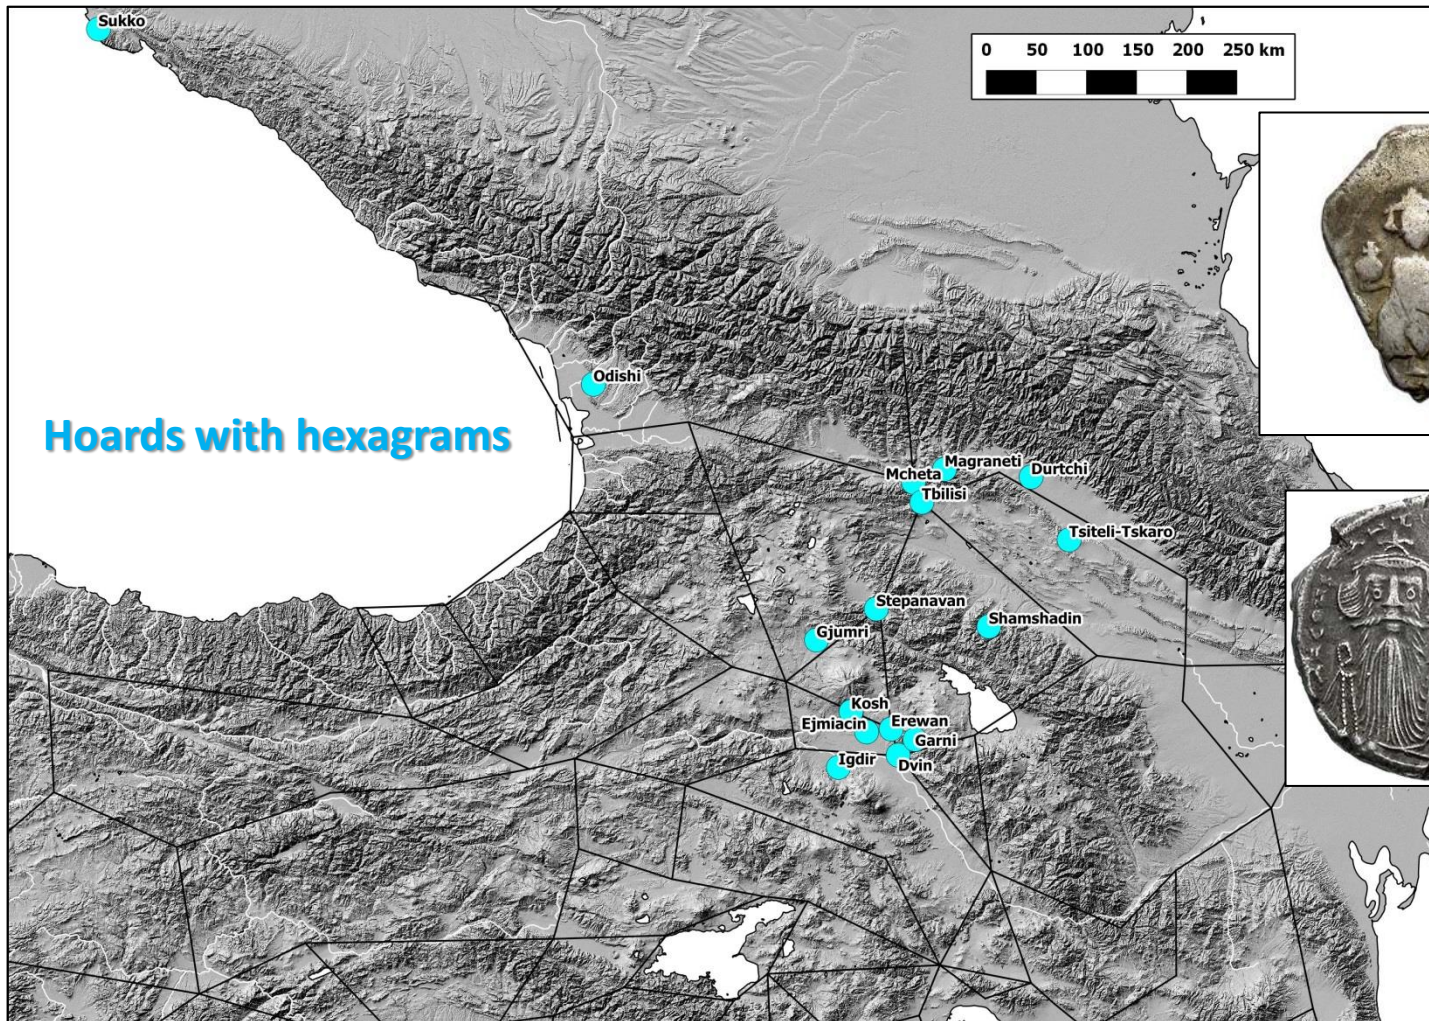 Sukko
0 50 100 150 200 250 km
Odishi
Hoards with hexagrams
Magraneti
Durtchi
Mcheta
Tbilisi
Tsiteli-Tskaro
Stepanavan
Shamshadin
Gjumri
Kosh
Erewan
Ejmiacin
Garni
Igdir
Dvin